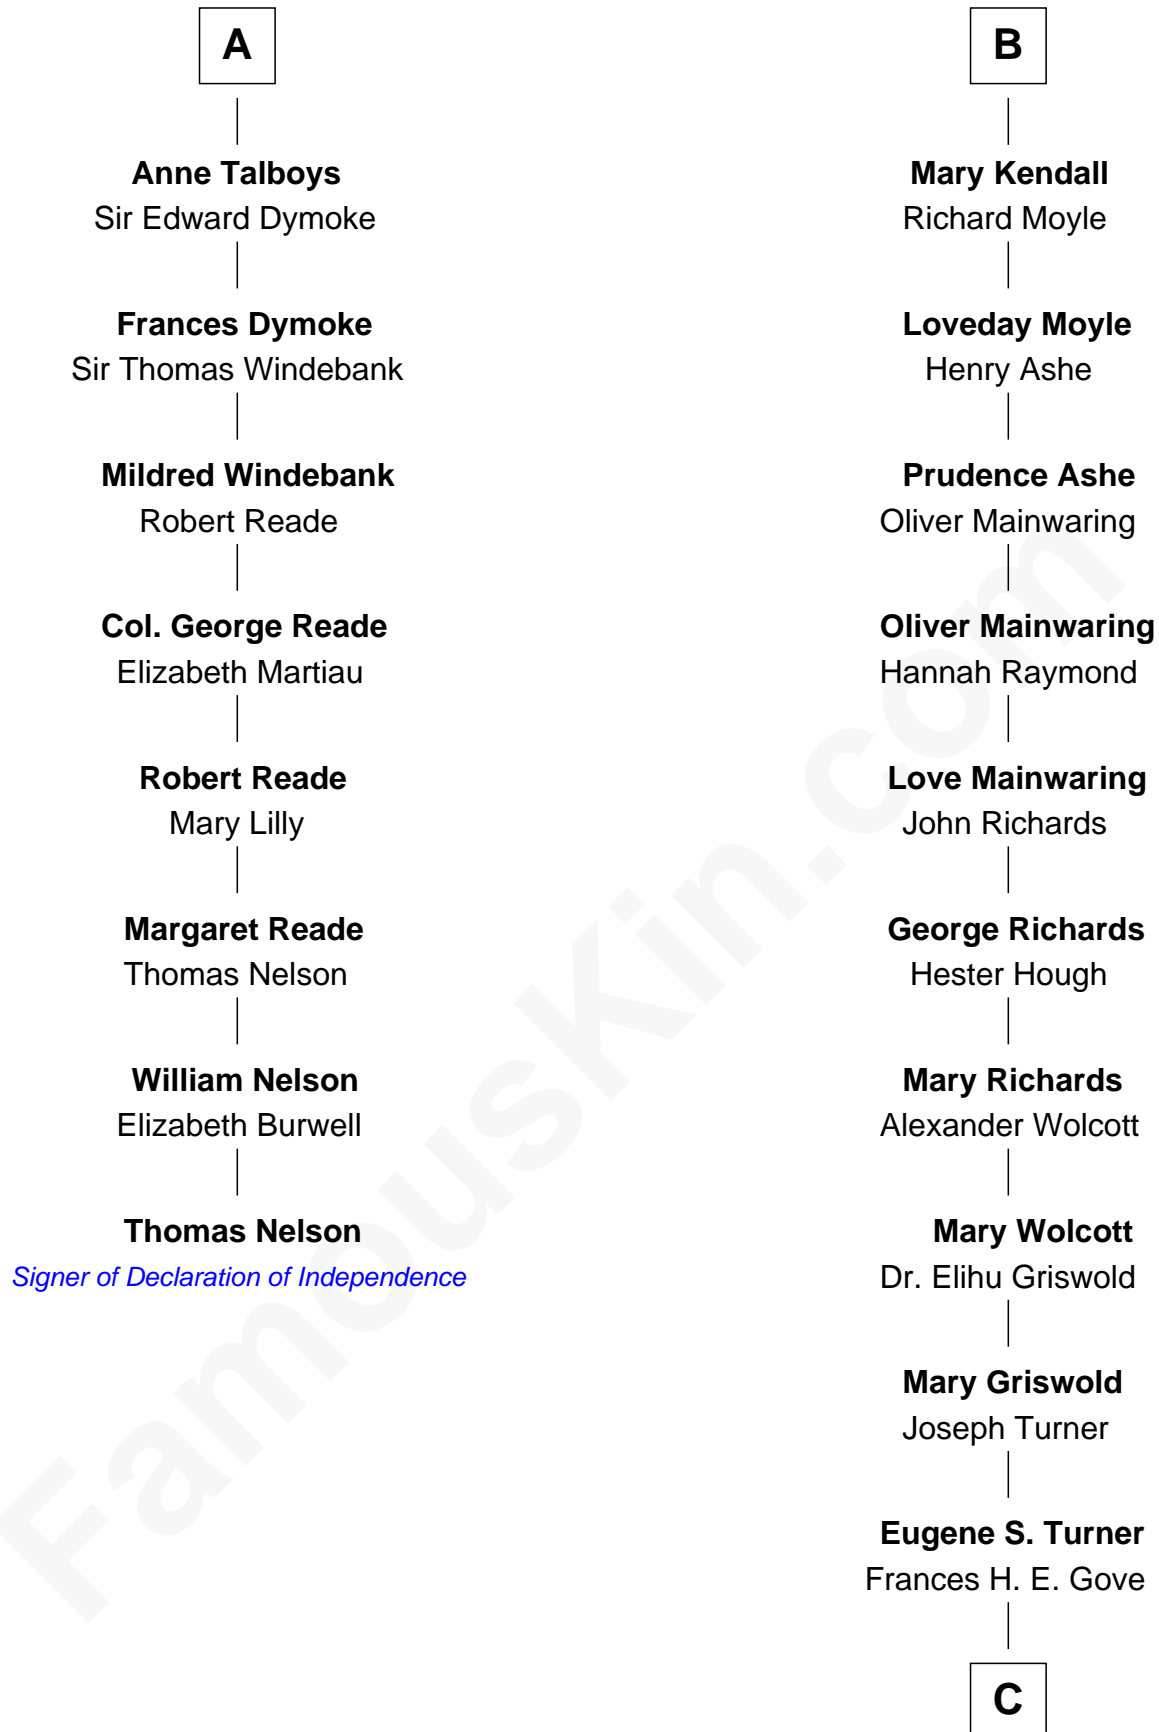 A
Anne Talboys
Sir Edward Dymoke
Frances Dymoke
Sir Thomas Windebank
Mildred Windebank
Robert Reade
Col. George Reade
Elizabeth Martiau
Robert Reade
Mary Lilly
Margaret Reade
Thomas Nelson
William Nelson
Elizabeth Burwell
Thomas Nelson
Signer of Declaration of Independence
B
Mary Kendall
Richard Moyle
Loveday Moyle
Henry Ashe
Prudence Ashe
Oliver Mainwaring
Oliver Mainwaring
Hannah Raymond
Love Mainwaring
John Richards
George Richards
Hester Hough
Mary Richards
Alexander Wolcott
Mary Wolcott
Dr. Elihu Griswold
Mary Griswold
Joseph Turner
Eugene S. Turner
Frances H. E. Gove
C
FamousKin.com